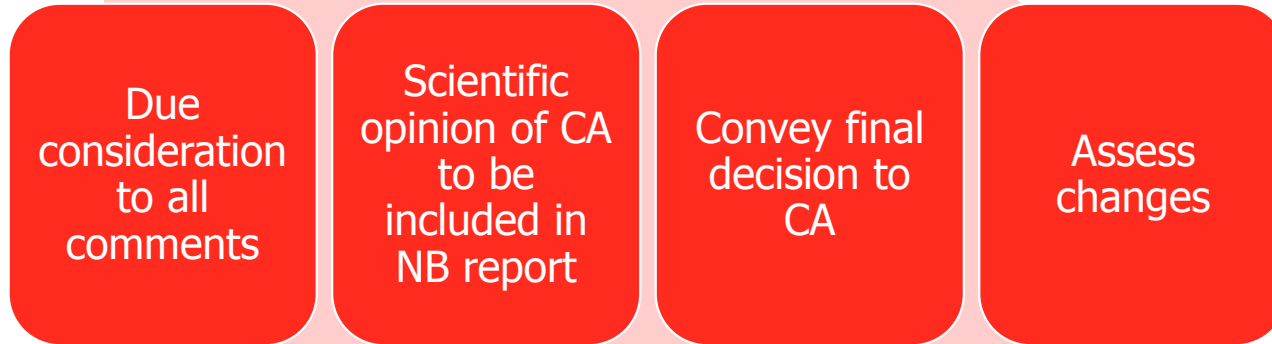 Due
consideration
to all
comments
Scientific
opinion of CA
to be
included in
NB report
Convey final
decision to
CA
Assess
changes